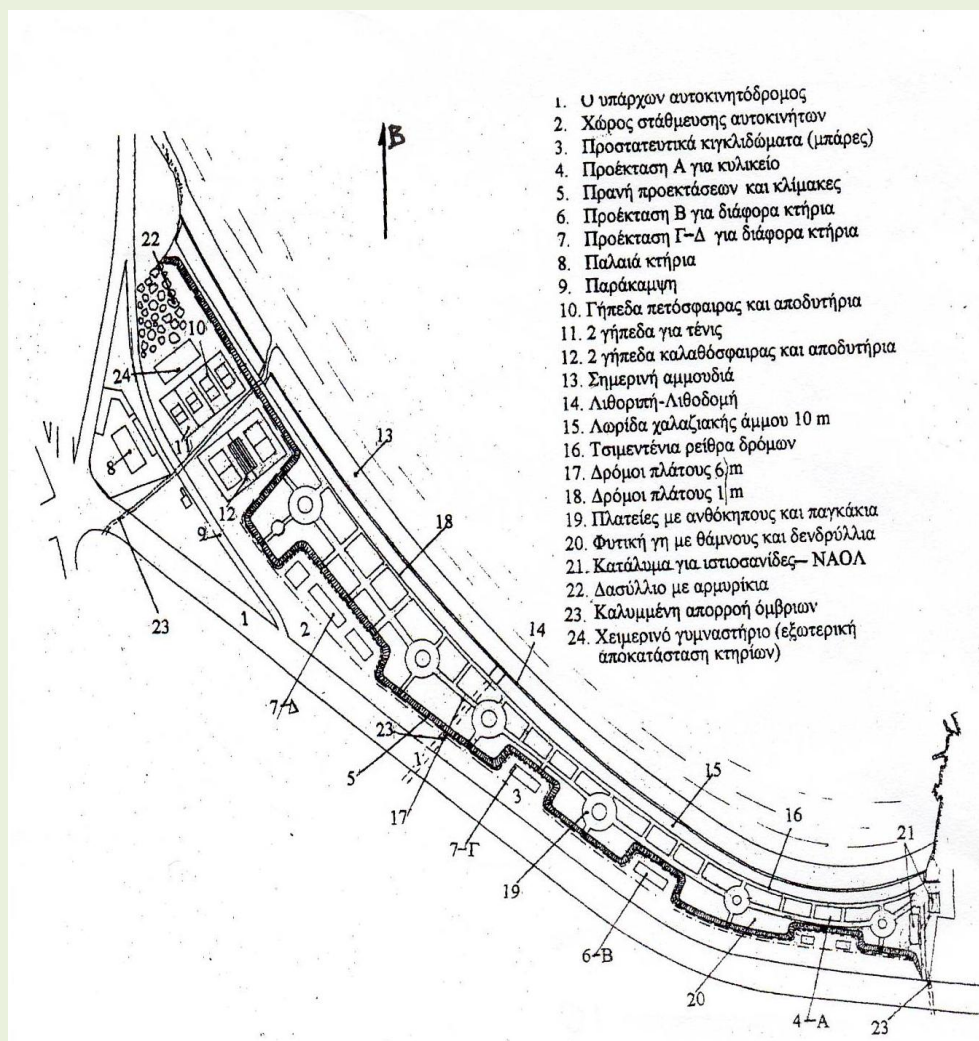 1. Ο υπάρχων αυτοκινητόδρομος
2. Χώρος στάθμευσης αυτοκινήτων
3. Προστατευτικά κιγκλιδώματα (μπάρες)
4. Προέκταση Α για κυλικείο
5. Πρανή προεκτάσεων και κλίμακες
6. Προέκταση Β για διάφορα κτήρια
7. Προέκταση Γ-Δ για διάφορα κτήρια
8. Παλαιά κτήρια
9. Παράκαμψη
10. Γήπεδα πετόσφαιρας και αποδυτήρια
11. 2 γήπεδα για τένις
12. 2 γήπεδα καλαθόσφαιρας και αποδυτήρια
13. Σημερινή αμμουδιά
14. Λιθοριπή-Λιθοδομή
15. Λωρίδα χαλαζιακής άμμου 10 m
16. Τσιμεντένια ρείθρα δρόμων
17. Δρόμοι πλάτους 6 m
18. Δρόμοι πλάτους 1 m
19. Πλατείες με ανθόκηπους και παγκάκια
20. Φυτική γη με θάμνους και δενδρύλλια
21. Κατάλυμα για ιστιοσανίδες– ΝΑΟΛ
22. Δασύλλιο με αρμυρίκια
23. Καλυμμένη απορροή όμβριων
24. Χειμερινό γυμναστήριο (εξωτερική
αποκατάσταση κτηρίων)
Β
22
10
24
11
8
13
12
18
9
23
1
2
14
7-Δ
23
5
1
17
3
15
7-Γ
16
21
19
6-Β
20
4-Α
23